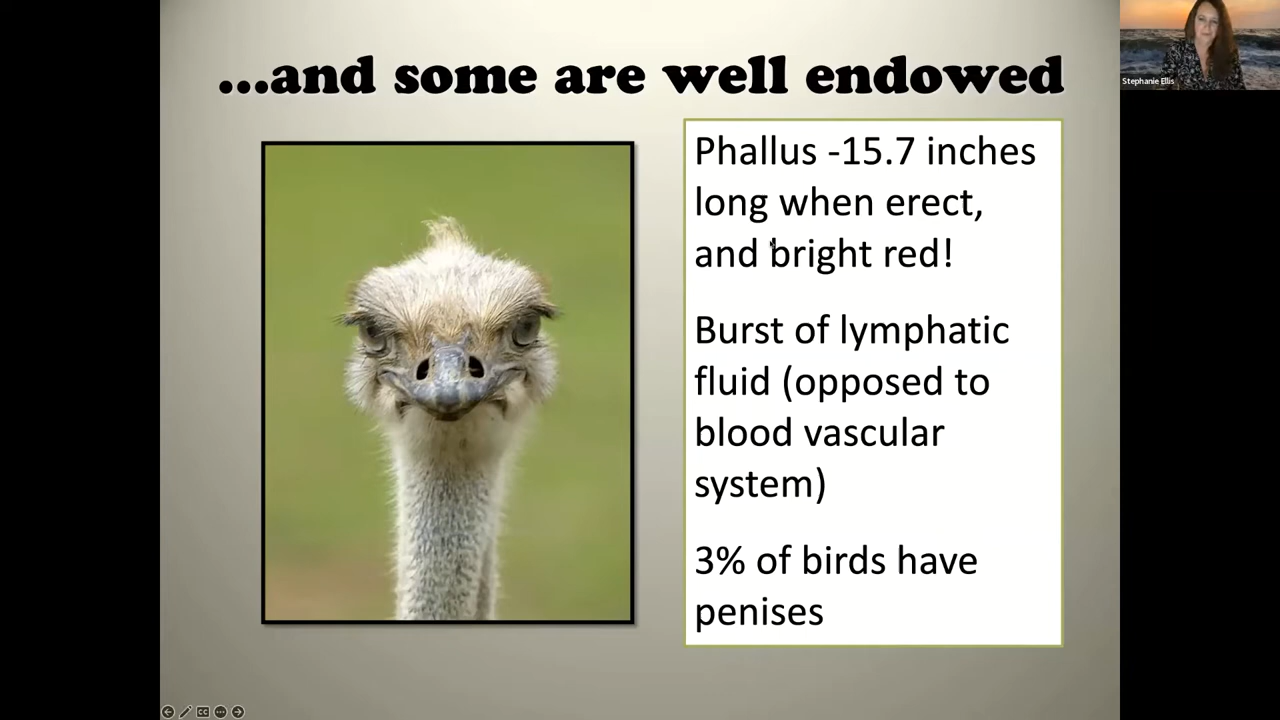 ...and some are well endowed
Stephanie Ellis
Phallus -15.7 inches
long when erect,
and bright red!
Burst of lymphatic
fluid (opposed to
blood vascular
system)
3% of birds have
penises
CC